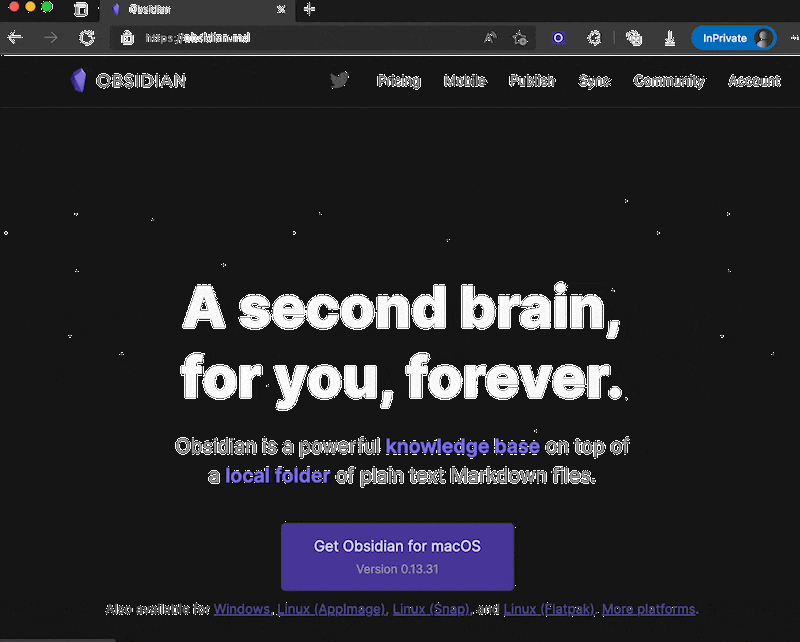 Obsidian
https://obsidian.md
InPrivate
OBSIDIAN
Pricing Mobile Publish Sync Community Account
A second brain,
for you, forever.
Obsidian is a powerful knowledge base on top of
a local folder of plain text Markdown files.
Get Obsidian for macOS
Version 0.13.31
Also available for Windows, Linux (AppImage), Linux (Snap), and Linux (Flatpak). More platforms.